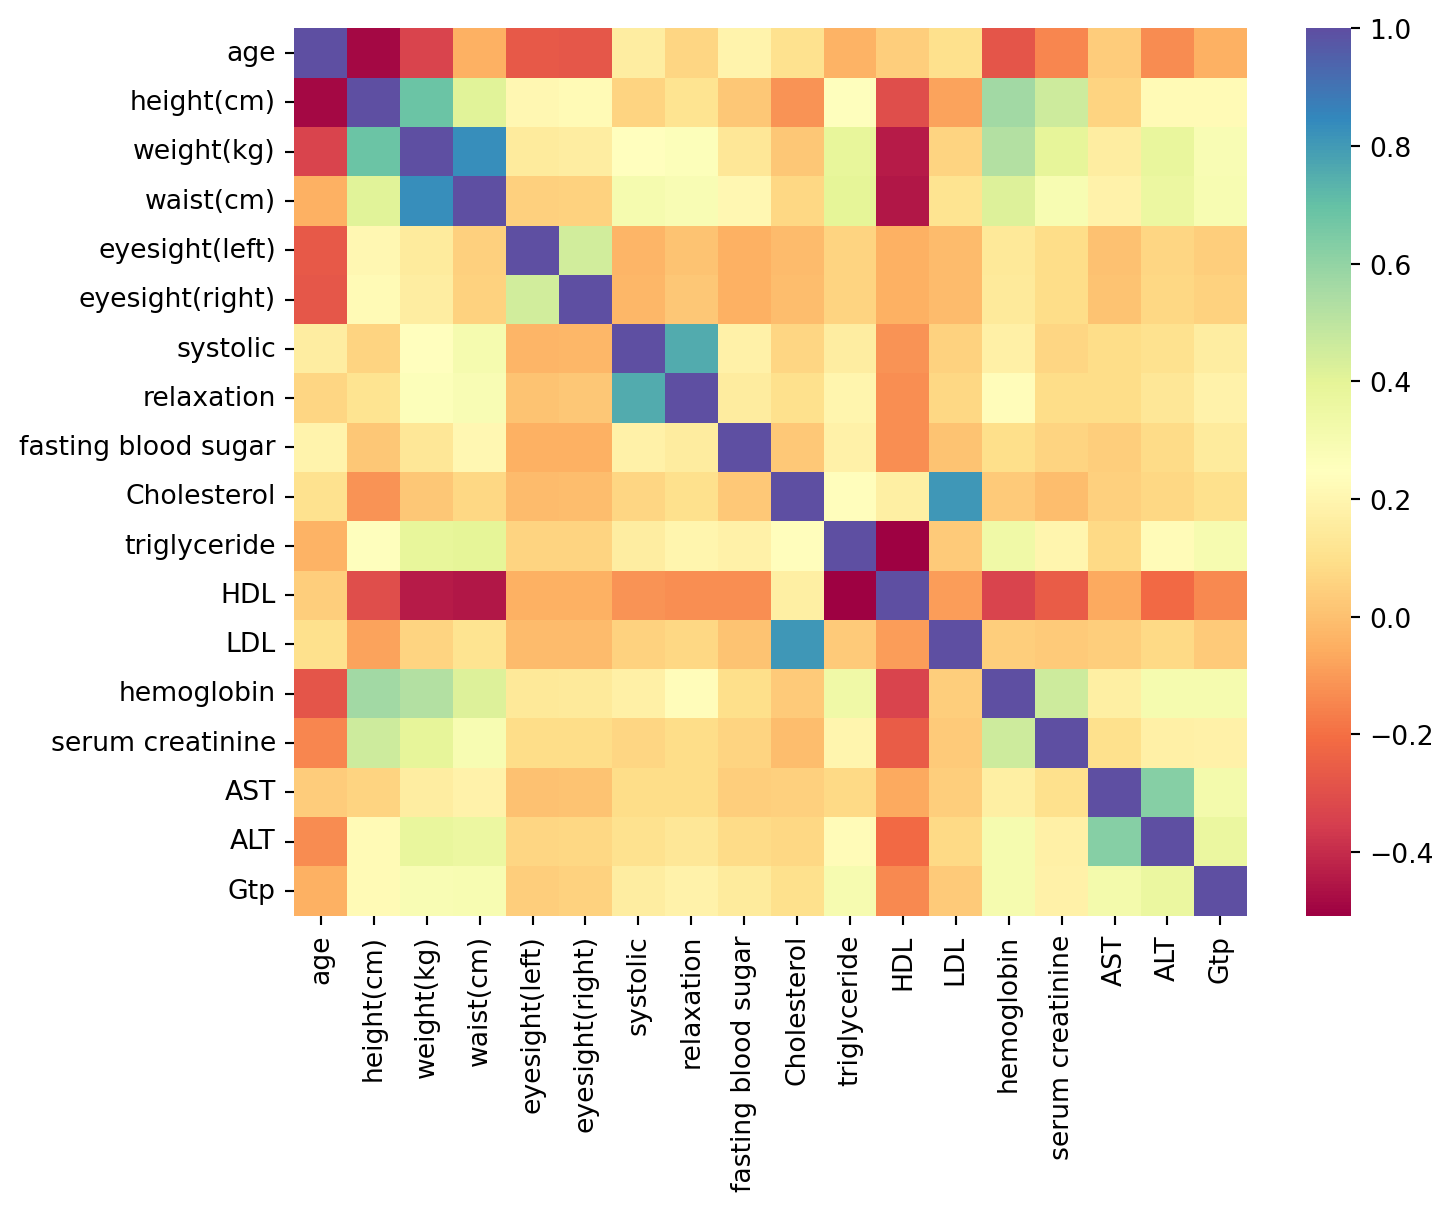 age
height(cm)
weight(kg)
waist(cm)
eyesight(left)
eyesight(right)
systolic
relaxation
fasting blood sugar
Cholesterol
triglyceride
HDL
LDL
hemoglobin
serum creatinine
AST
ALT
Gtp
age
height(cm)
weight(kg)
waist(cm)
eyesight(left)
eyesight(right)
systolic
relaxation
fasting blood sugar
Cholesterol
triglyceride
HDL
LDL
hemoglobin
serum creatinine
AST
ALT
Gtp
1.0
0.8
0.6
0.4
0.2
0.0
−0.2
−0.4